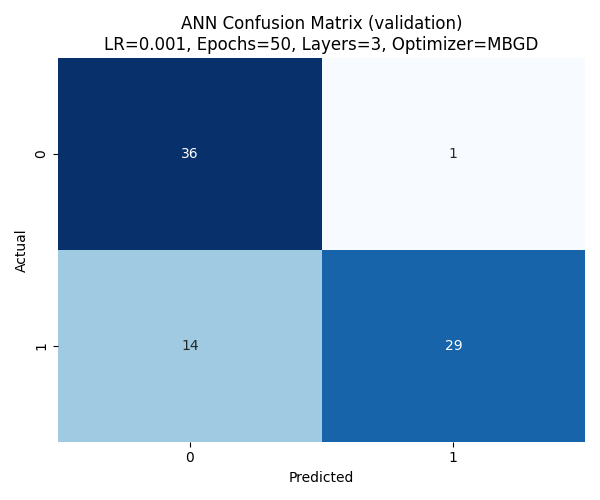 ANN Confusion Matrix (validation)
LR=0.001, Epochs=50, Layers=3, Optimizer=MBGD
Actual
0
36
1
1
14
29
0
1
Predicted